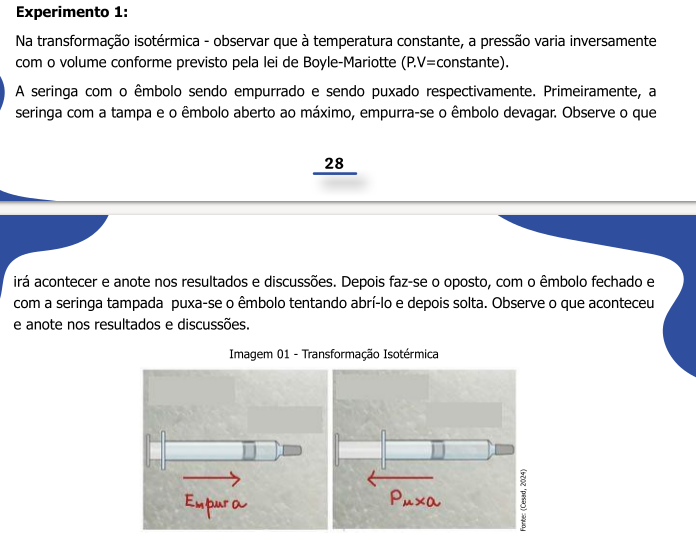 Experimento 1:
Na transformação isotérmica - observar que à temperatura constante, a pressão varia inversamente
com o volume conforme previsto pela lei de Boyle-Mariotte (P.V=constante).
A seringa com o êmbolo sendo empurrado e sendo puxado respectivamente. Primeiramente, a
seringa com a tampa e o êmbolo aberto ao máximo, empurra-se o êmbolo devagar. Observe o que
28
irá acontecer e anote nos resultados e discussões. Depois faz-se o oposto, com o êmbolo fechado e
com a seringa tampada puxa-se o êmbolo tentando abrí-lo e depois solta. Observe o que aconteceu
e anote nos resultados e discussões.
Imagem 01 - Transformação Isotérmica
Empura
Puxa
Fonte: (Cesad, 2024)